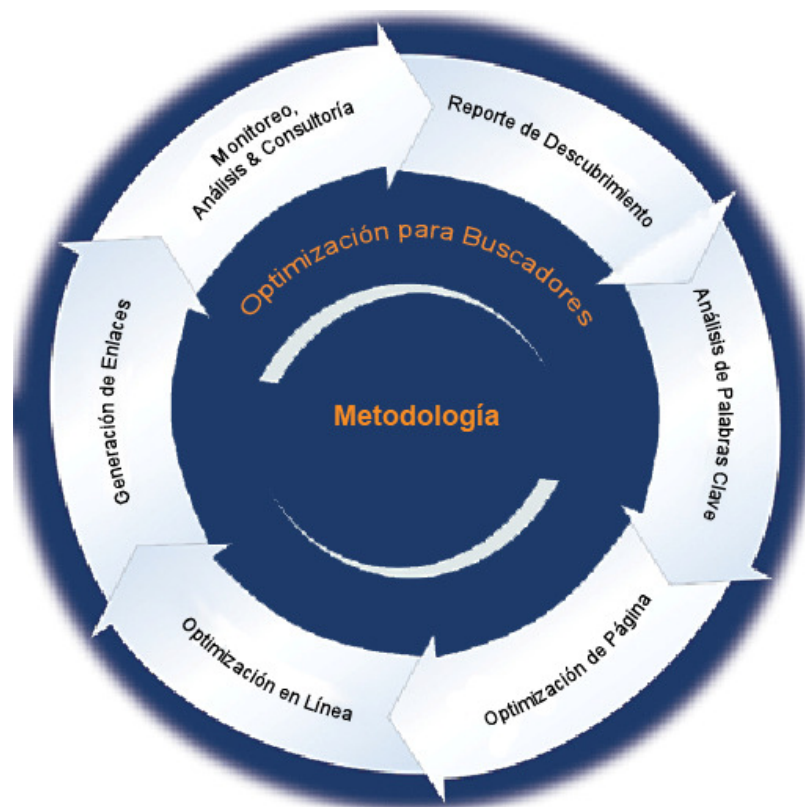 Monitoreo,
Análisis & Consultoría
Reporte de Descubrimiento
Análisis de Palabras Clave
Optimización de Página
Optimización en Línea
Generación de Enlaces
Optimización para Buscadores
Metodología